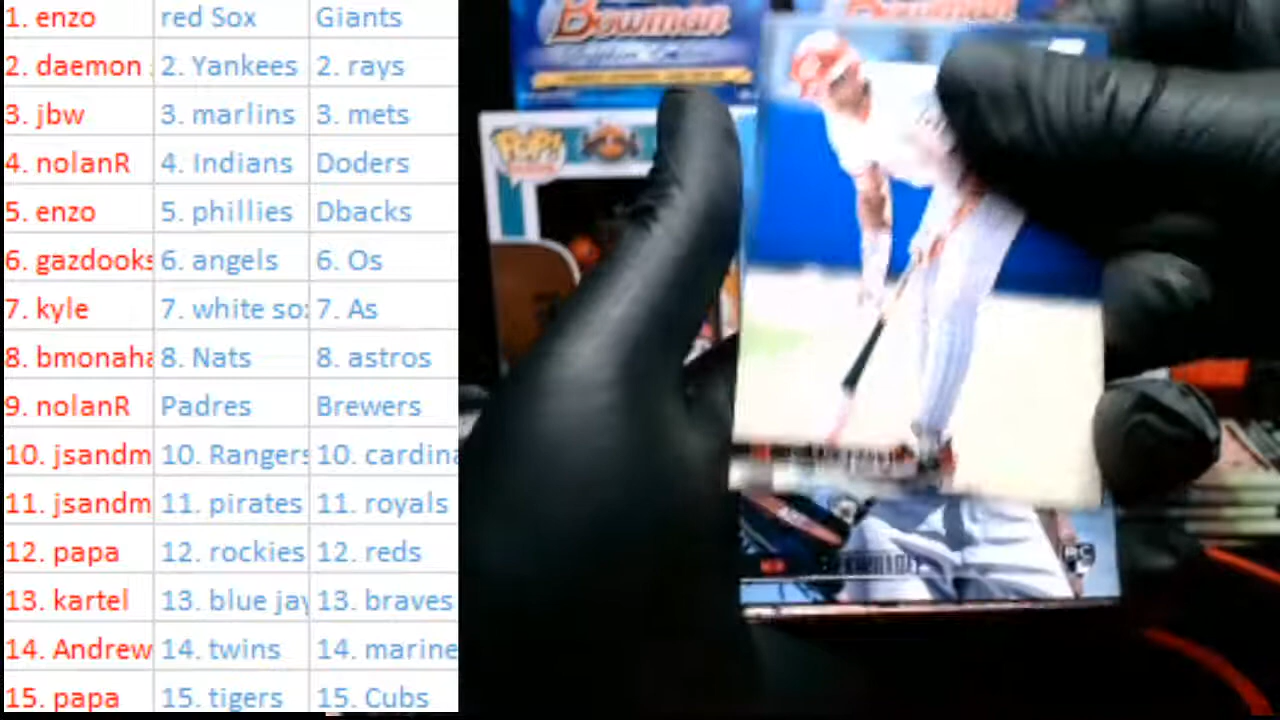 1. enzo red Sox Giants
2. daemon 2. Yankees 2. rays
3. jbw 3. marlins 3. mets
4. nolanR 4. Indians Doders
5. enzo 5. phillies Dbacks
6. gazdooks 6. angels 6. Os
7. kyle 7. white so 7. As
8. bmonaha 8. Nats 8. astros
9. nolanR Padres Brewers
10. jsandm 10. Rangers 10. cardina
11. jsandm 11. pirates 11. royals
12. papa 12. rockies 12. reds
13. kartel 13. blue jay 13. braves
14. Andrew 14. twins 14. marine
15. papa 15. tigers 15. Cubs
Bowman
POP!
RC